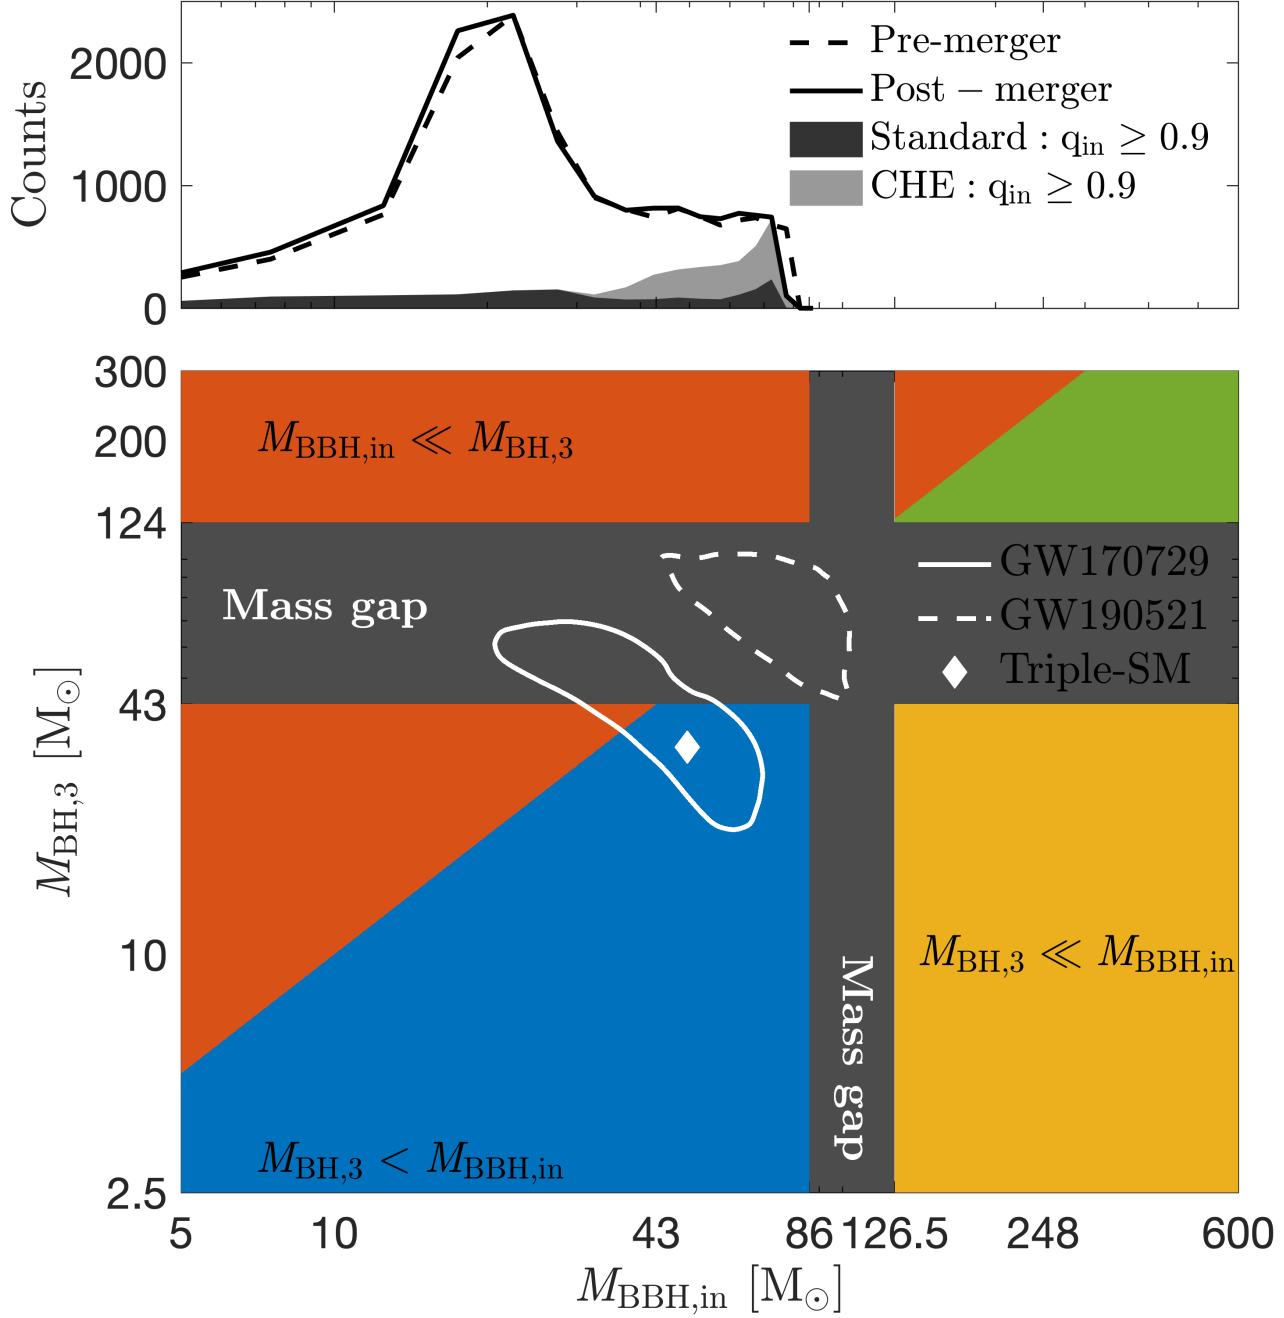 Counts
2000
1000
0
Pre-merger
Post − merger
Standard : q_in ≥ 0.9
CHE : q_in ≥ 0.9
M_BH,3 [M_⊙]
300
200
124
43
10
2.5
M_BBH,in ≪ M_BH,3
Mass gap
GW170729
GW190521
Triple-SM
M_BH,3 ≪ M_BBH,in
Mass gap
M_BH,3 < M_BBH,in
5 10 43 86 126.5 248 600
M_BBH,in [M_⊙]